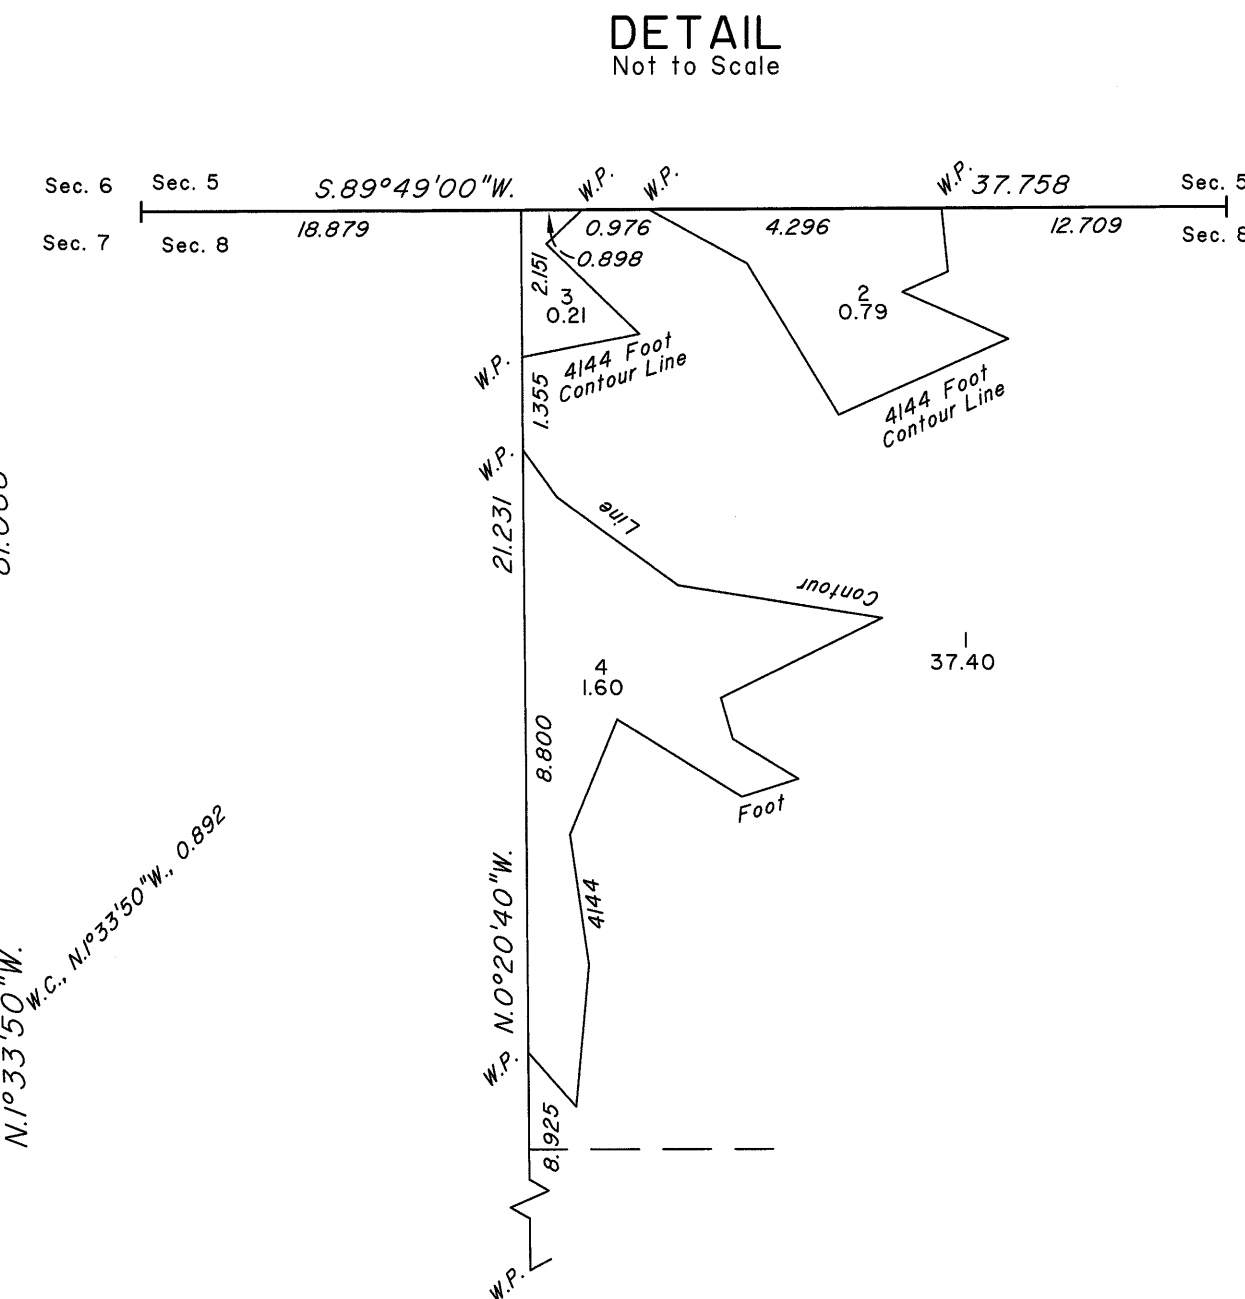 DETAIL
Not to Scale
Sec. 6
Sec. 5
S.89°49'00"W.
W.P.
W.P.
W.P.
37.758
Sec. 5
Sec. 7
Sec. 8
18.879
0.976
4.296
12.709
Sec. 8
0.898
2.151
3
0.21
2
0.79
W.P.
4144 Foot
Contour Line
1.355
4144 Foot
Contour Line
W.P.
21.231
Line
Contour
1
37.40
4
1.60
8.800
Foot
W.C., N.1°33'50"W., 0.892
N.0°20'40"W.
4144
N.1°33'50"W.
W.P.
8.925
W.P.